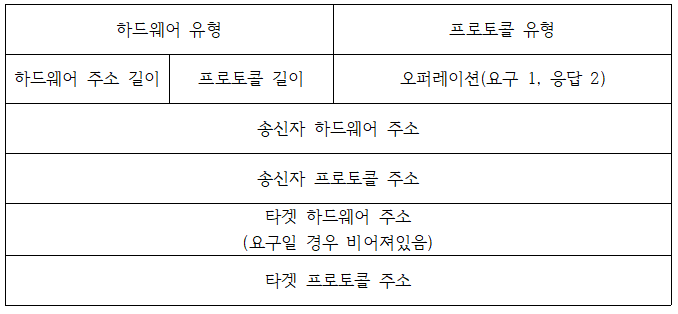 하드웨어 유형
프로토콜 유형
하드웨어 주소 길이
프로토콜 길이
오퍼레이션(요구 1, 응답 2)
송신자 하드웨어 주소
송신자 프로토콜 주소
타겟 하드웨어 주소
(요구일 경우 비어져있음)
타겟 프로토콜 주소